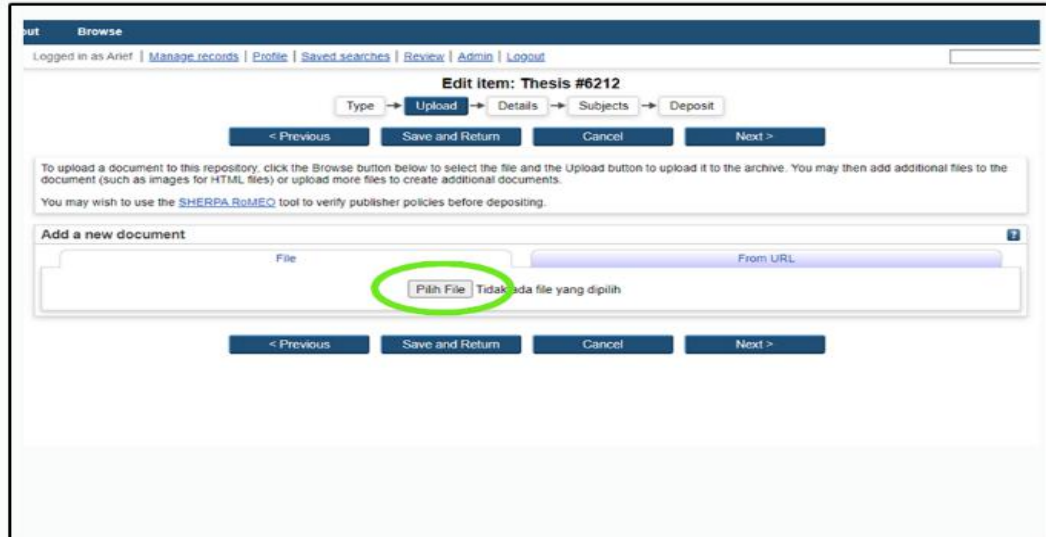 out Browse
Logged in as Arief | Manage records | Profile | Saved searches | Review | Admin | Logout
Edit item: Thesis #6212
Type → Upload → Details → Subjects → Deposit
< Previous Save and Return Cancel Next >
To upload a document to this repository, click the Browse button below to select the file and the Upload button to upload it to the archive. You may then add additional files to the
document (such as images for HTML files) or upload more files to create additional documents.
You may wish to use the SHERPA RoMEO tool to verify publisher policies before depositing.
Add a new document ?
File From URL
Pilih File Tidak ada file yang dipilih
< Previous Save and Return Cancel Next >